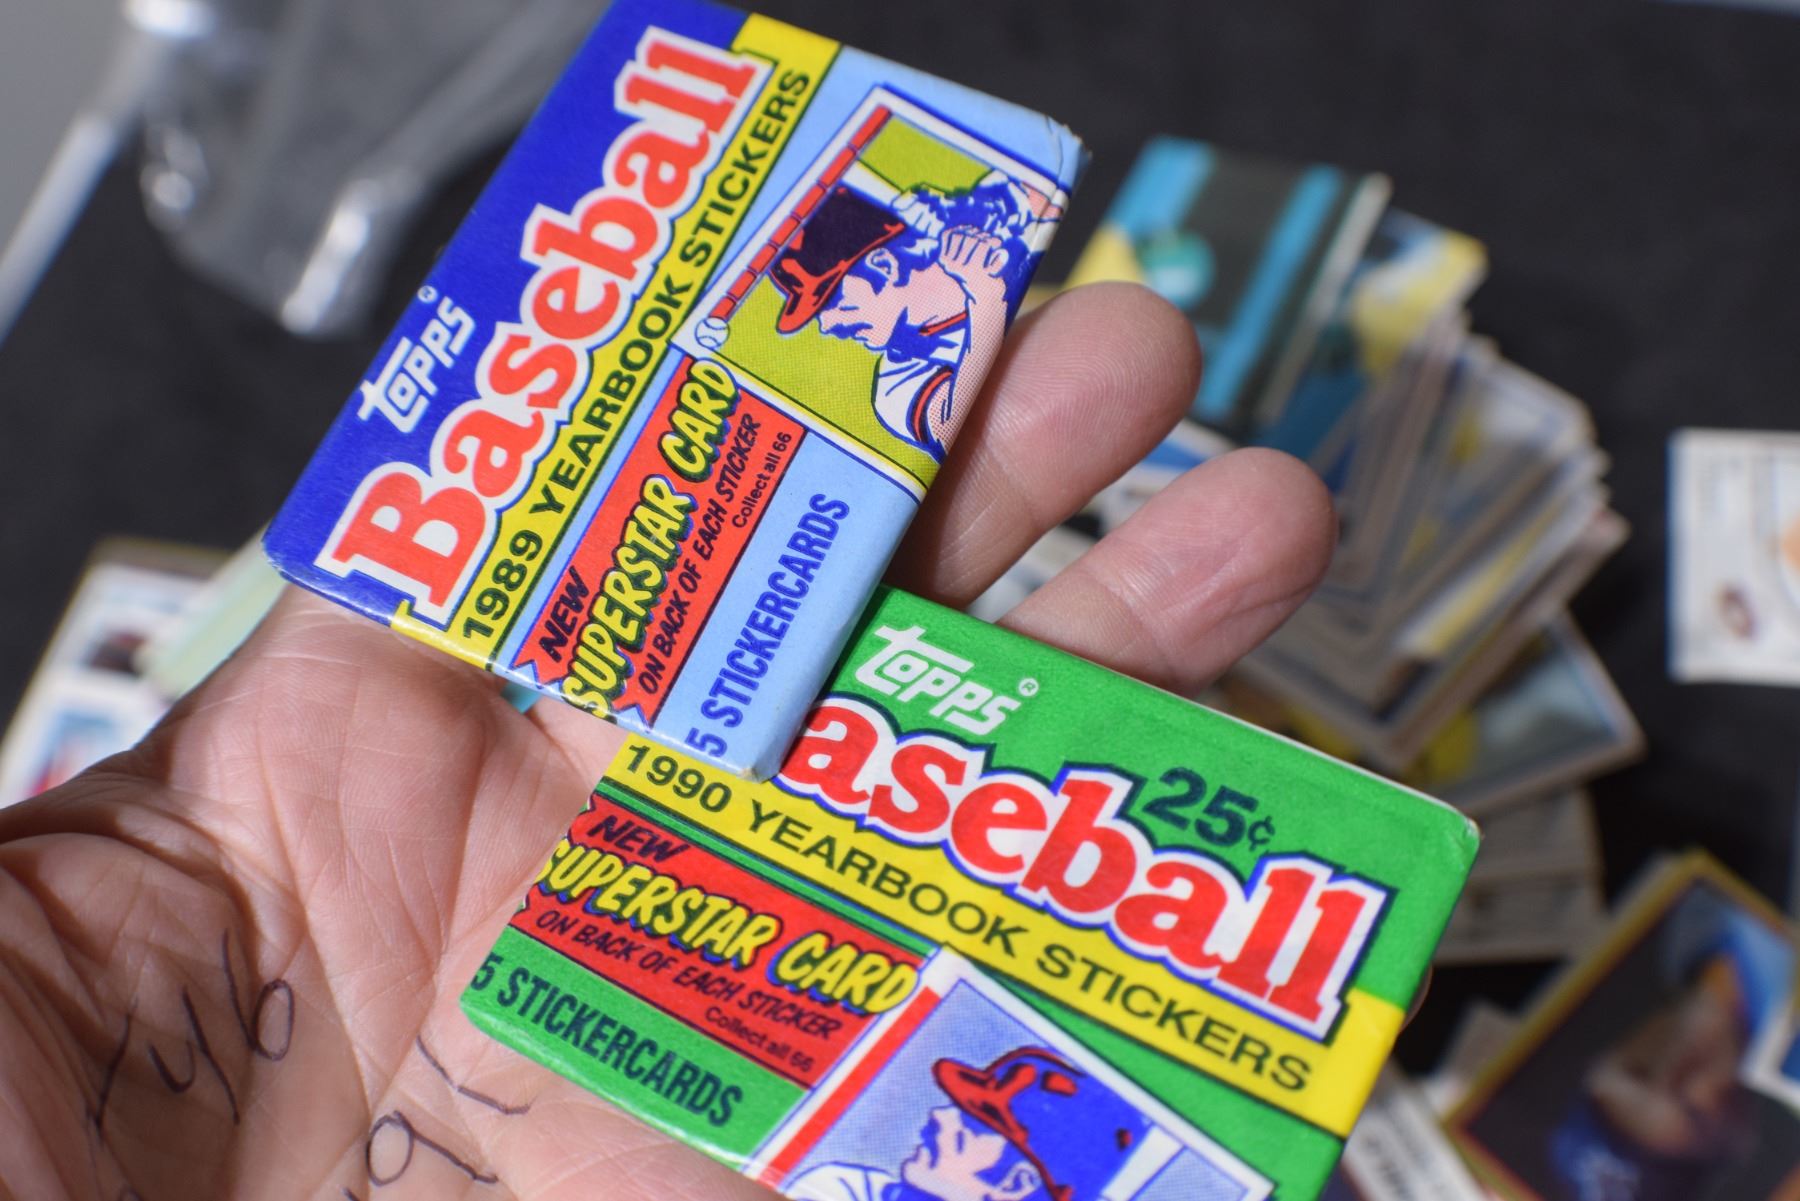 TOPPS®
Baseball
1989 YEARBOOK STICKERS
NEW
SUPERSTAR CARD
ON BACK OF EACH STICKER
Collect all 66
5 STICKERCARDS
TOPPS®
aseball
25¢
1990 YEARBOOK STICKERS
NEW
SUPERSTAR CARD
ON BACK OF EACH STICKER
Collect all 66
5 STICKERCARDS